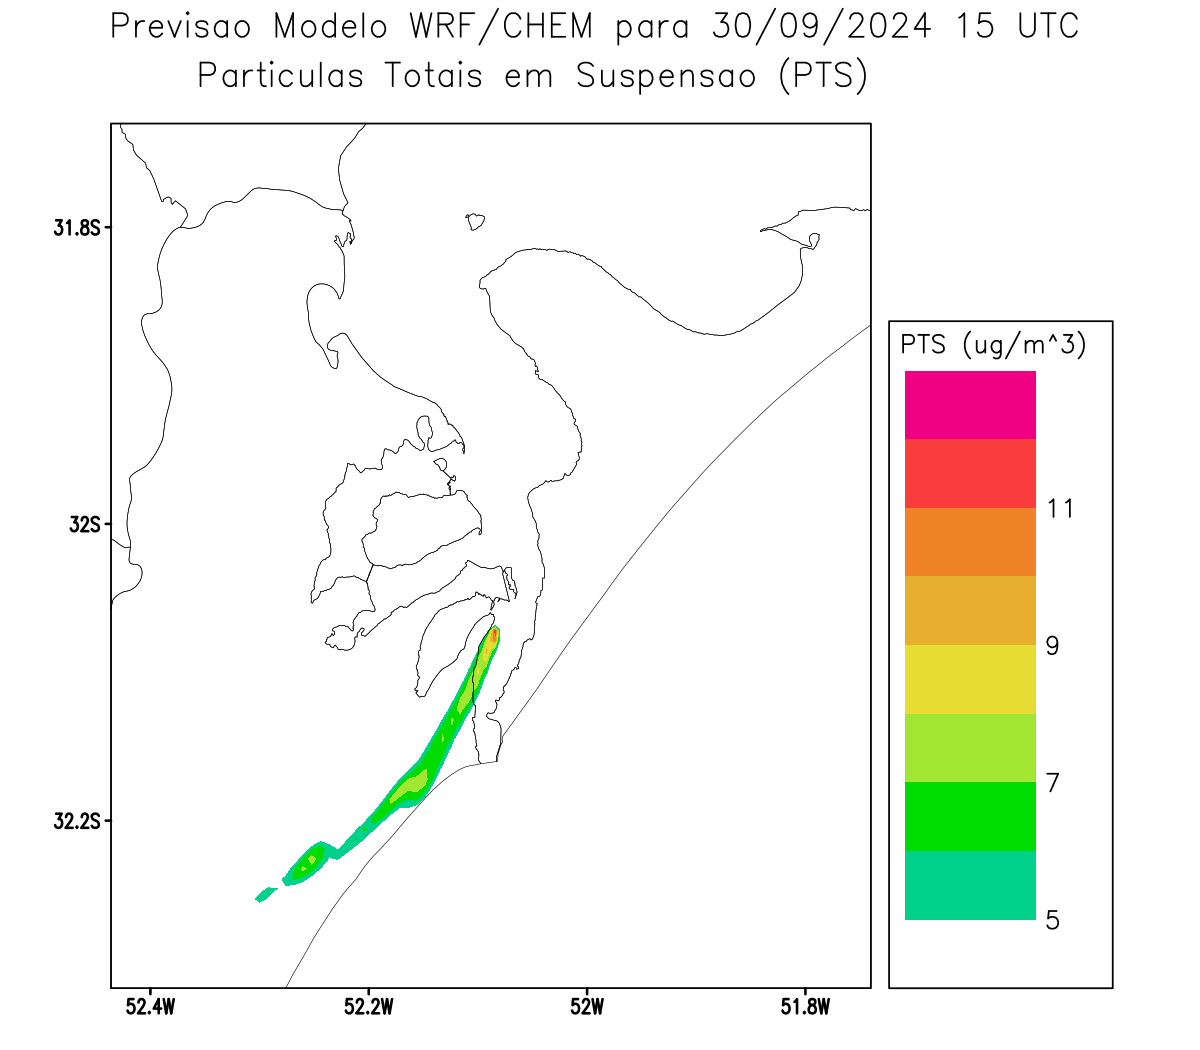 Previsao Modelo WRF/CHEM para 30/09/2024 15 UTC
Particulas Totais em Suspensao (PTS)
31.8S
32S
32.2S
52.4W
52.2W
52W
51.8W
PTS (ug/m^3)
11
9
7
5